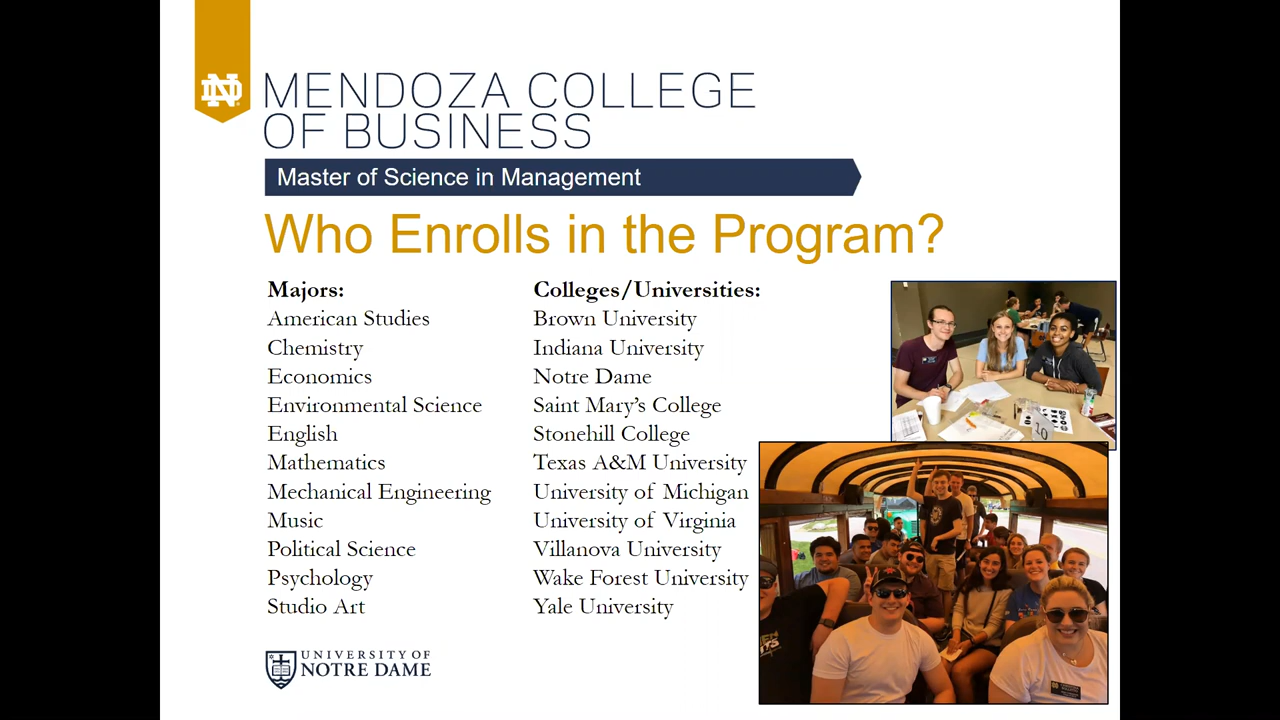 ND
MENDOZA COLLEGE
OF BUSINESS
Master of Science in Management
Who Enrolls in the Program?
Majors:
American Studies
Chemistry
Economics
Environmental Science
English
Mathematics
Mechanical Engineering
Music
Political Science
Psychology
Studio Art
Colleges/Universities:
Brown University
Indiana University
Notre Dame
Saint Mary's College
Stonehill College
Texas A&M University
University of Michigan
University of Virginia
Villanova University
Wake Forest University
Yale University
10
UNIVERSITY OF
NOTRE DAME